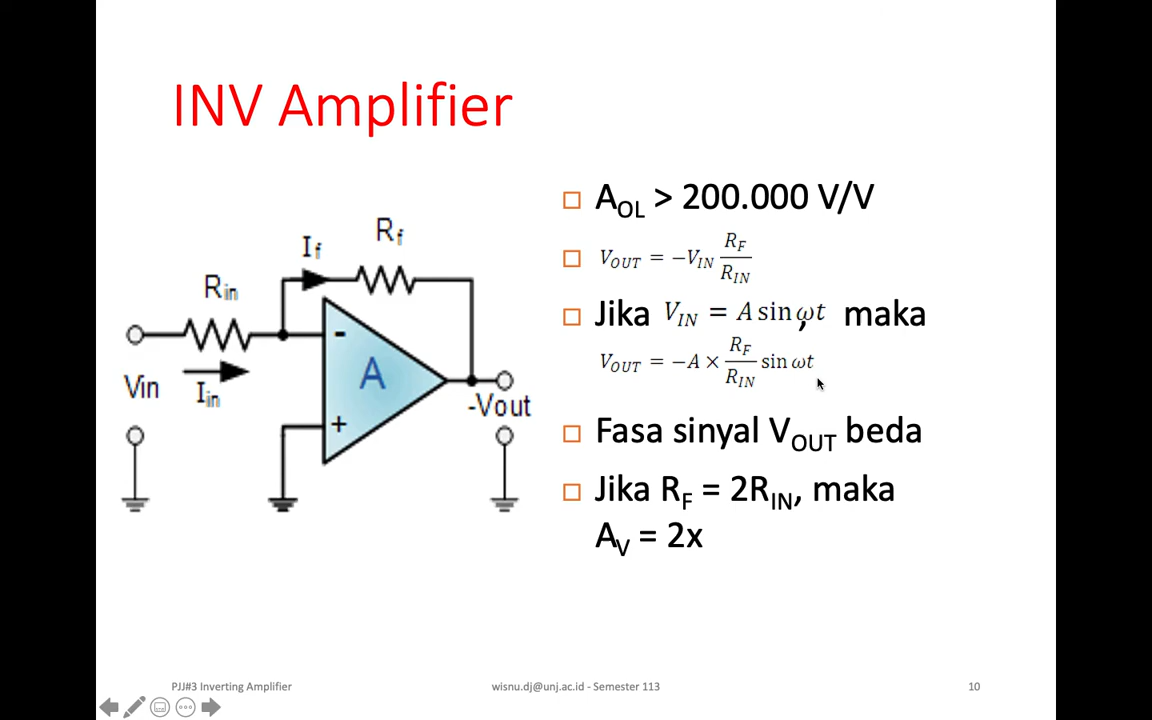 INV Amplifier
A_OL > 200.000 V/V
V_OUT = −V_IN R_F / R_IN
Jika V_IN = A sin ωt, maka
V_OUT = −A × R_F / R_IN sin ωt
Fasa sinyal V_OUT beda
Jika R_F = 2R_IN, maka
A_V = 2x
R_f
I_f
R_in
-
A
Vin
I_in
-Vout
+
PJJ#3 Inverting Amplifier
wisnu.dj@unj.ac.id - Semester 113
10